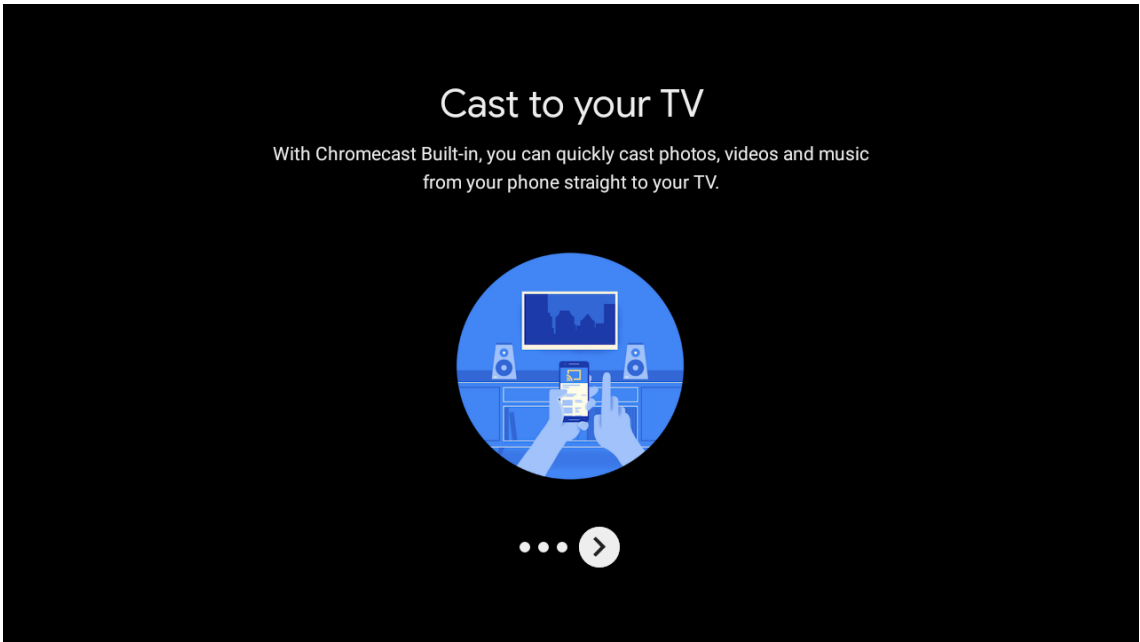 Cast to your TV
With Chromecast Built-in, you can quickly cast photos, videos and music
from your phone straight to your TV.